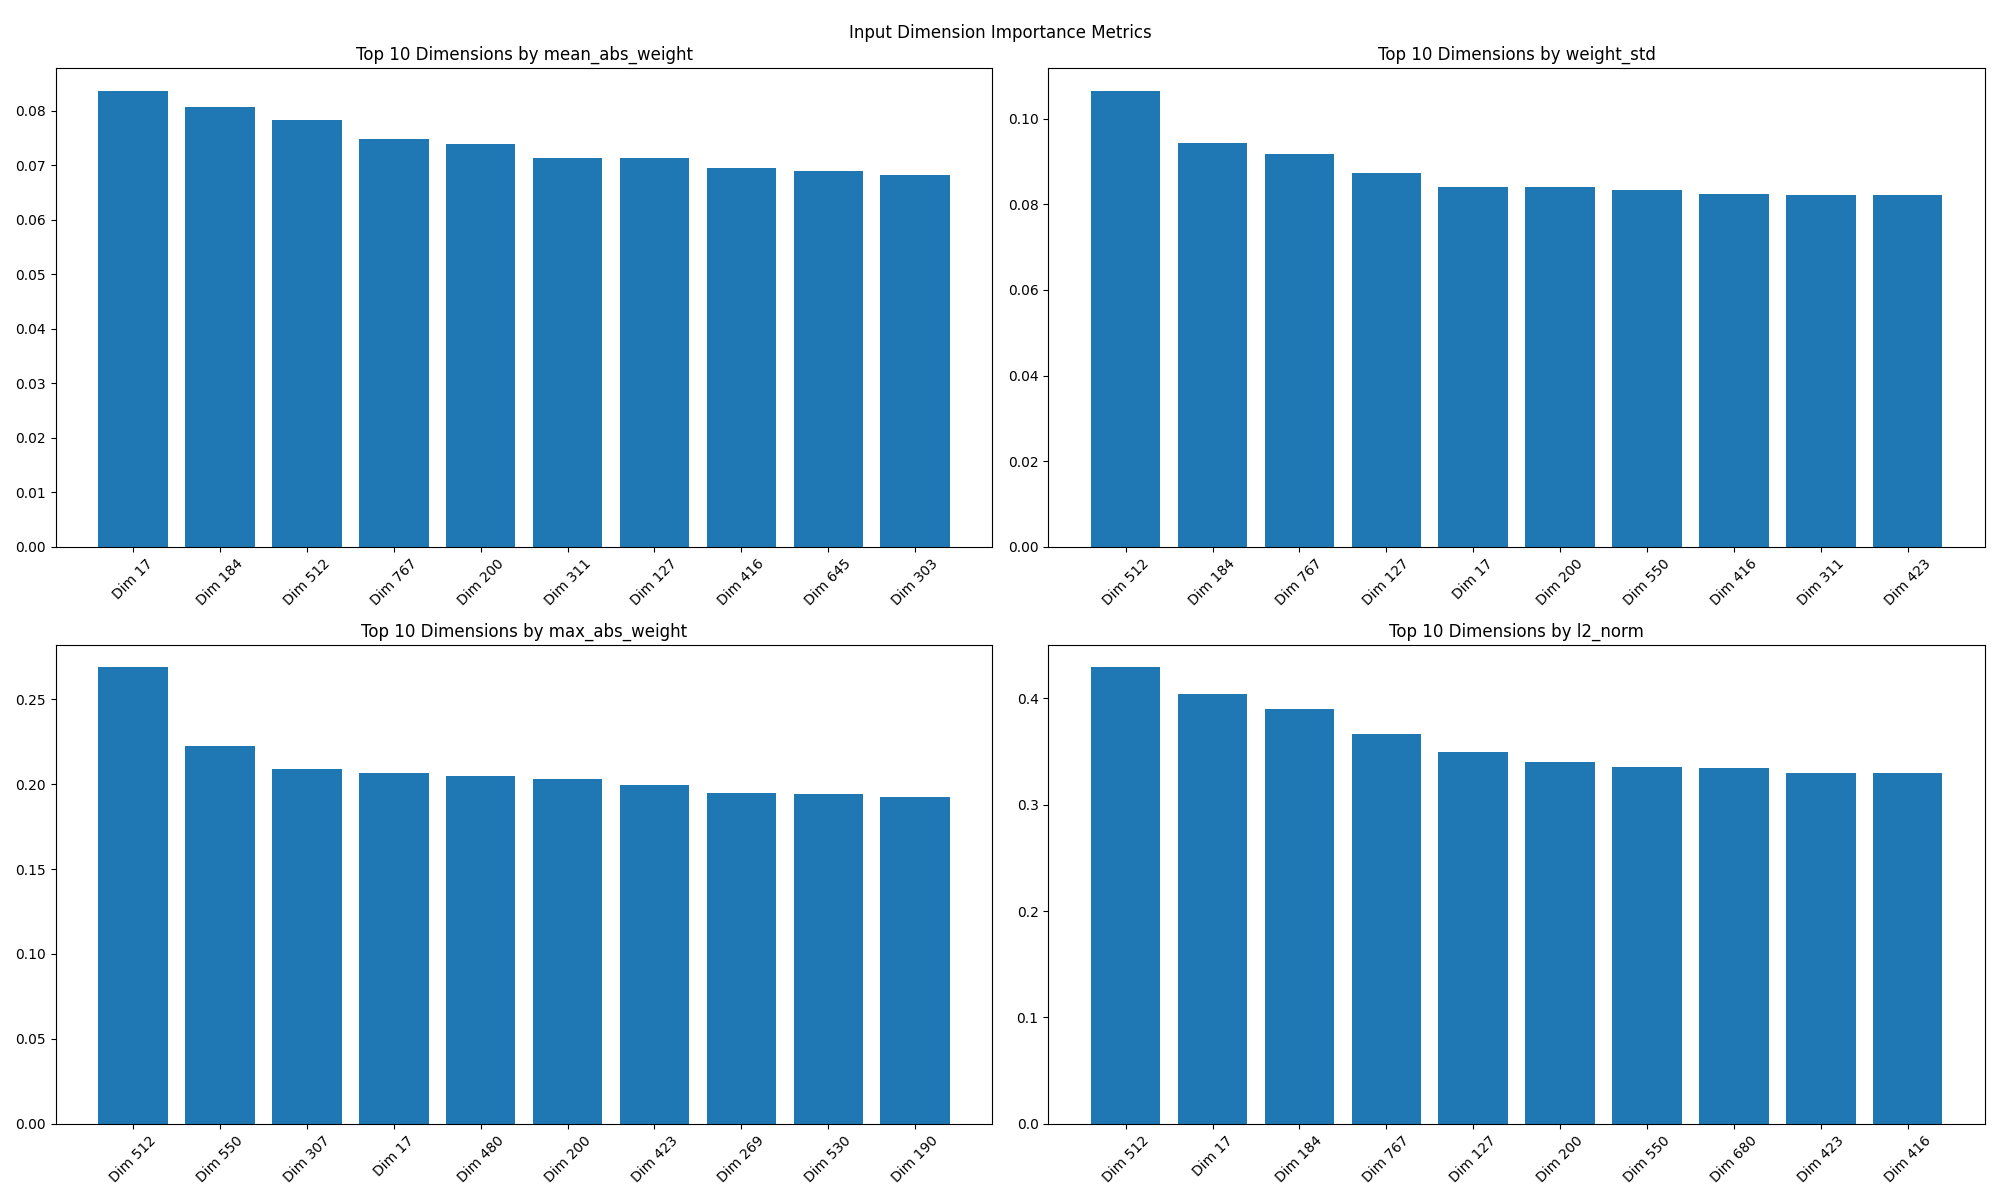 Input Dimension Importance Metrics
Top 10 Dimensions by mean_abs_weight
0.08
0.07
0.06
0.05
0.04
0.03
0.02
0.01
0.00
Dim 17
Dim 184
Dim 512
Dim 767
Dim 200
Dim 311
Dim 127
Dim 416
Dim 645
Dim 303
Top 10 Dimensions by weight_std
0.10
0.08
0.06
0.04
0.02
0.00
Dim 512
Dim 184
Dim 767
Dim 127
Dim 17
Dim 200
Dim 550
Dim 416
Dim 311
Dim 423
Top 10 Dimensions by max_abs_weight
0.25
0.20
0.15
0.10
0.05
0.00
Dim 512
Dim 550
Dim 307
Dim 17
Dim 480
Dim 200
Dim 423
Dim 269
Dim 530
Dim 190
Top 10 Dimensions by l2_norm
0.4
0.3
0.2
0.1
0.0
Dim 512
Dim 17
Dim 184
Dim 767
Dim 127
Dim 200
Dim 550
Dim 680
Dim 423
Dim 416